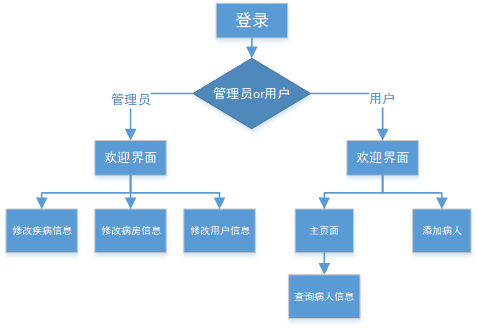 登录
管理员or用户
管理员
用户
欢迎界面
欢迎界面
修改疾病信息
修改病房信息
修改用户信息
主页面
添加病人
查询病人信息